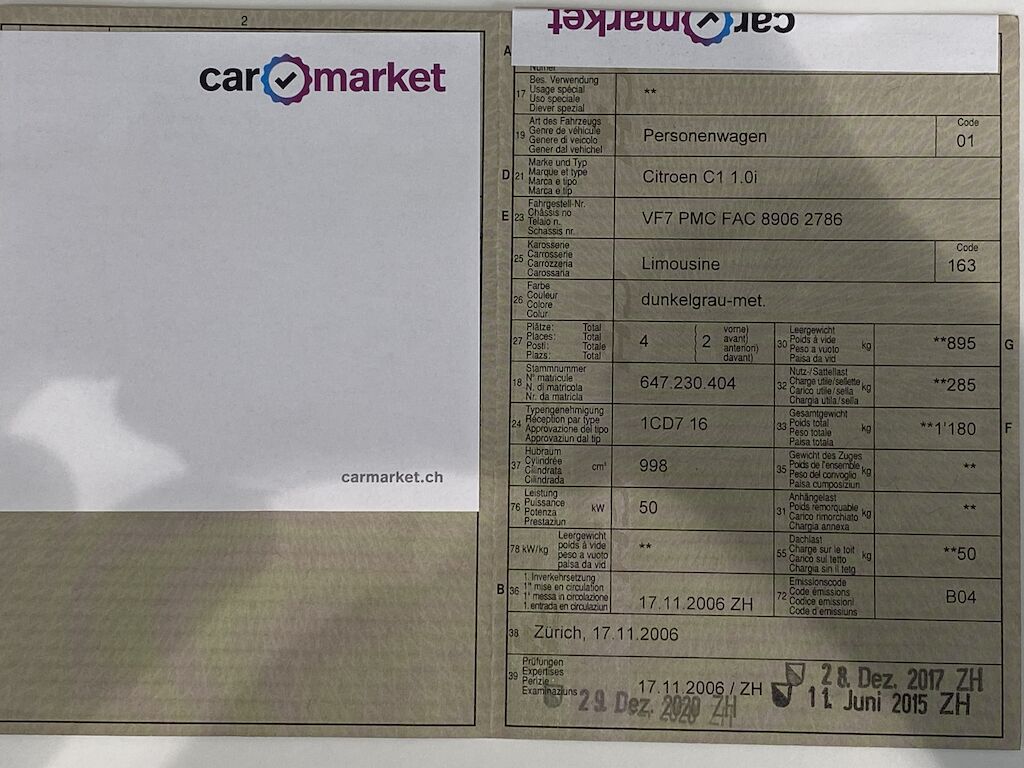 2
car market
carmarket.ch
car market
A
Numer
17
Bes. Verwendung
Usage spécial
Uso speciale
Diever spezial
**
19
Art des Fahrzeugs
Genre de véhicule
Genere di veicolo
Gener dal vehichel
Personenwagen
Code
01
D 21
Marke und Typ
Marque et type
Marca e tipo
Marca e tip
Citroen C1 1.0i
E 23
Fahrgestell-Nr.
Châssis no
Telaio n.
Schassis nr.
VF7 PMC FAC 8906 2786
25
Karosserie
Carrosserie
Carrozzeria
Carossaria
Limousine
Code
163
26
Farbe
Couleur
Colore
Colur
dunkelgrau-met.
27
Plätze: Total
Places: Total
Posti: Totale
Plazs: Total
4
2
vorne)
avant)
anteriori)
davant)
30
Leergewicht
Poids à vide
Peso a vuoto
Paisa da vid
kg
**895
G
18
Stammnummer
N° matricule
N. di matricola
Nr. da matricla
647.230.404
32
Nutz-/Sattellast
Charge utile/sellette
Carico utile/sella
Chargia utila/sella
kg
**285
24
Typengenehmigung
Réception par type
Approvazione del tipo
Approvaziun dal tip
1CD7 16
33
Gesamtgewicht
Poids total
Peso totale
Paisa totala
kg
**1'180
F
37
Hubraum
Cylindrée
Cilindrata
Cilindrada
cm³
998
35
Gewicht des Zuges
Poids de l'ensemble
Peso del convoglio
Paisa cumposiziun
kg
**
76
Leistung
Puissance
Potenza
Prestaziun
kW
50
31
Anhängelast
Poids remorquable
Carico rimorchiato
Chargia annexa
kg
**
78 kW/kg
Leergewicht
poids à vide
peso a vuoto
paisa da vid
**
55
Dachlast
Charge sur le toit
Carico sul tetto
Chargia sin il tetg
kg
**50
B 36
1. Inverkehrsetzung
1re mise en circulation
1a messa in circolazione
1. entrada en circulaziun
17.11.2006 ZH
72
Emissionscode
Code émissions
Codice emissioni
Code d'emissiuns
B04
38
Zürich, 17.11.2006
39
Prüfungen
Expertises
Perizie
Examinaziuns
17.11.2006 / ZH
28. Dez. 2017 ZH
11. Juni 2015 ZH
29. Dez. 2020 ZH